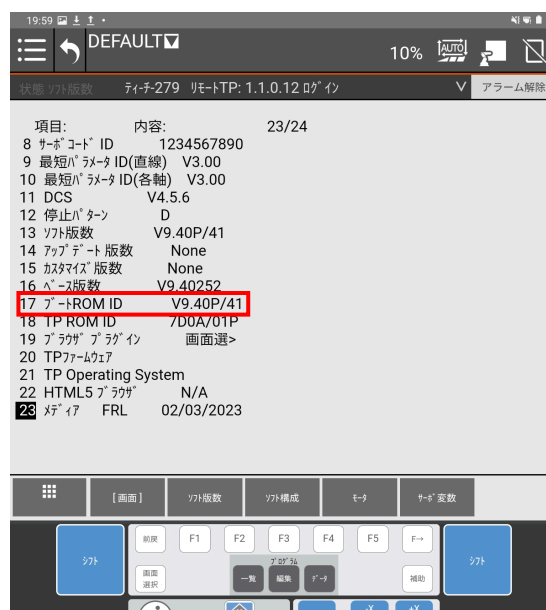 19:59
DEFAULT
10% AUTO
状態 ソフト版数 ティーチ-279 リモートTP: 1.1.0.12 ログイン アラーム解除
項目: 内容: 23/24
8 サーボコード ID 1234567890
9 最短パラメータ ID(直線) V3.00
10 最短パラメータ ID(各軸) V3.00
11 DCS V4.5.6
12 停止パターン D
13 ソフト版数 V9.40P/41
14 アップデート版数 None
15 カスタマイズ版数 None
16 ベース版数 V9.40252
17 ブートROM ID V9.40P/41
18 TP ROM ID 7D0A/01P
19 ブラウザ プラグイン 画面選>
20 TPファームウェア
21 TP Operating System
22 HTML5 ブラウザ N/A
23 メディア FRL 02/03/2023
[画面] ソフト版数 ソフト構成 モータ サーボ変数
シフト 前戻 F1 F2 F3 F4 F5 F→ シフト
プログラム
画面選択 一覧 編集 データ 補助
-X +X